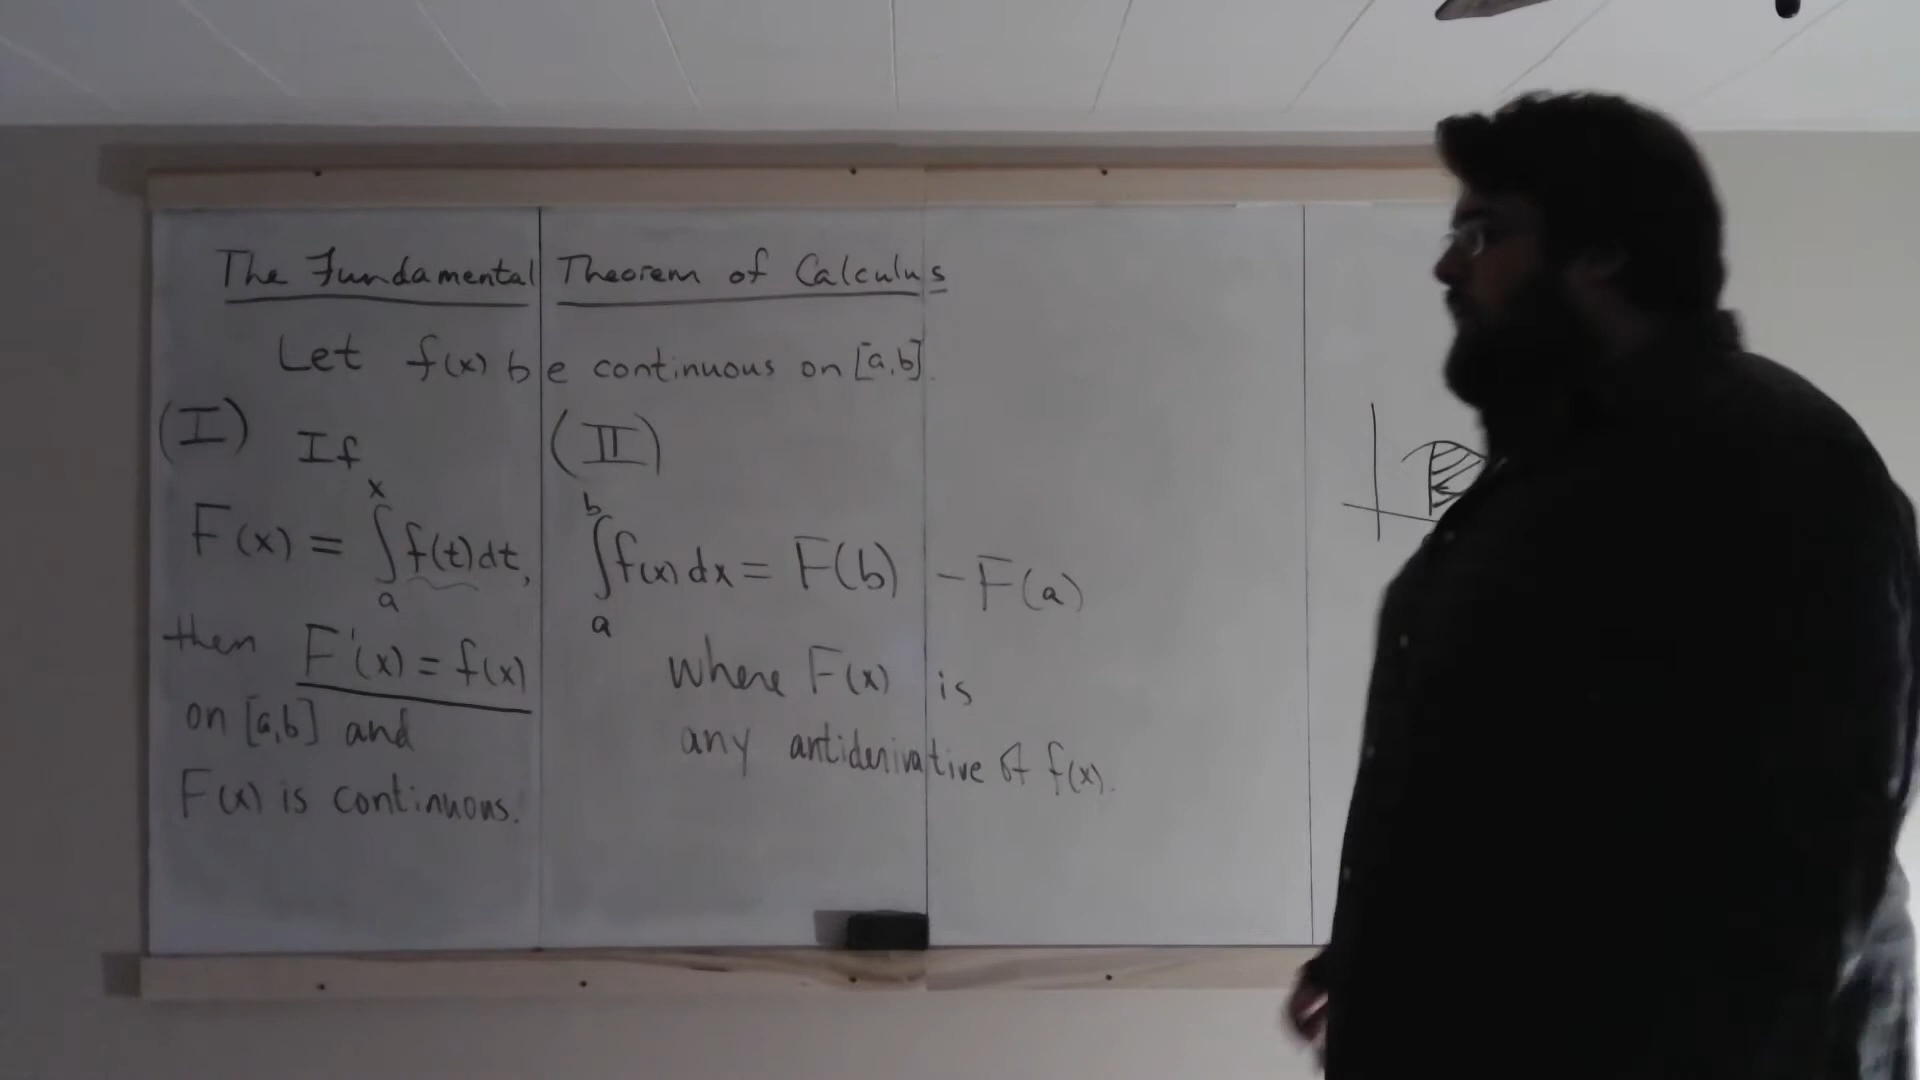 The Fundamental Theorem of Calculus
Let f(x) be continuous on [a,b].
(I) If
F(x) = ∫ₐˣ f(t)dt,
then F'(x) = f(x)
on [a,b] and
F(x) is continuous.
(II)
∫ₐᵇ f(x)dx = F(b) - F(a)
where F(x) is
any antiderivative of f(x).